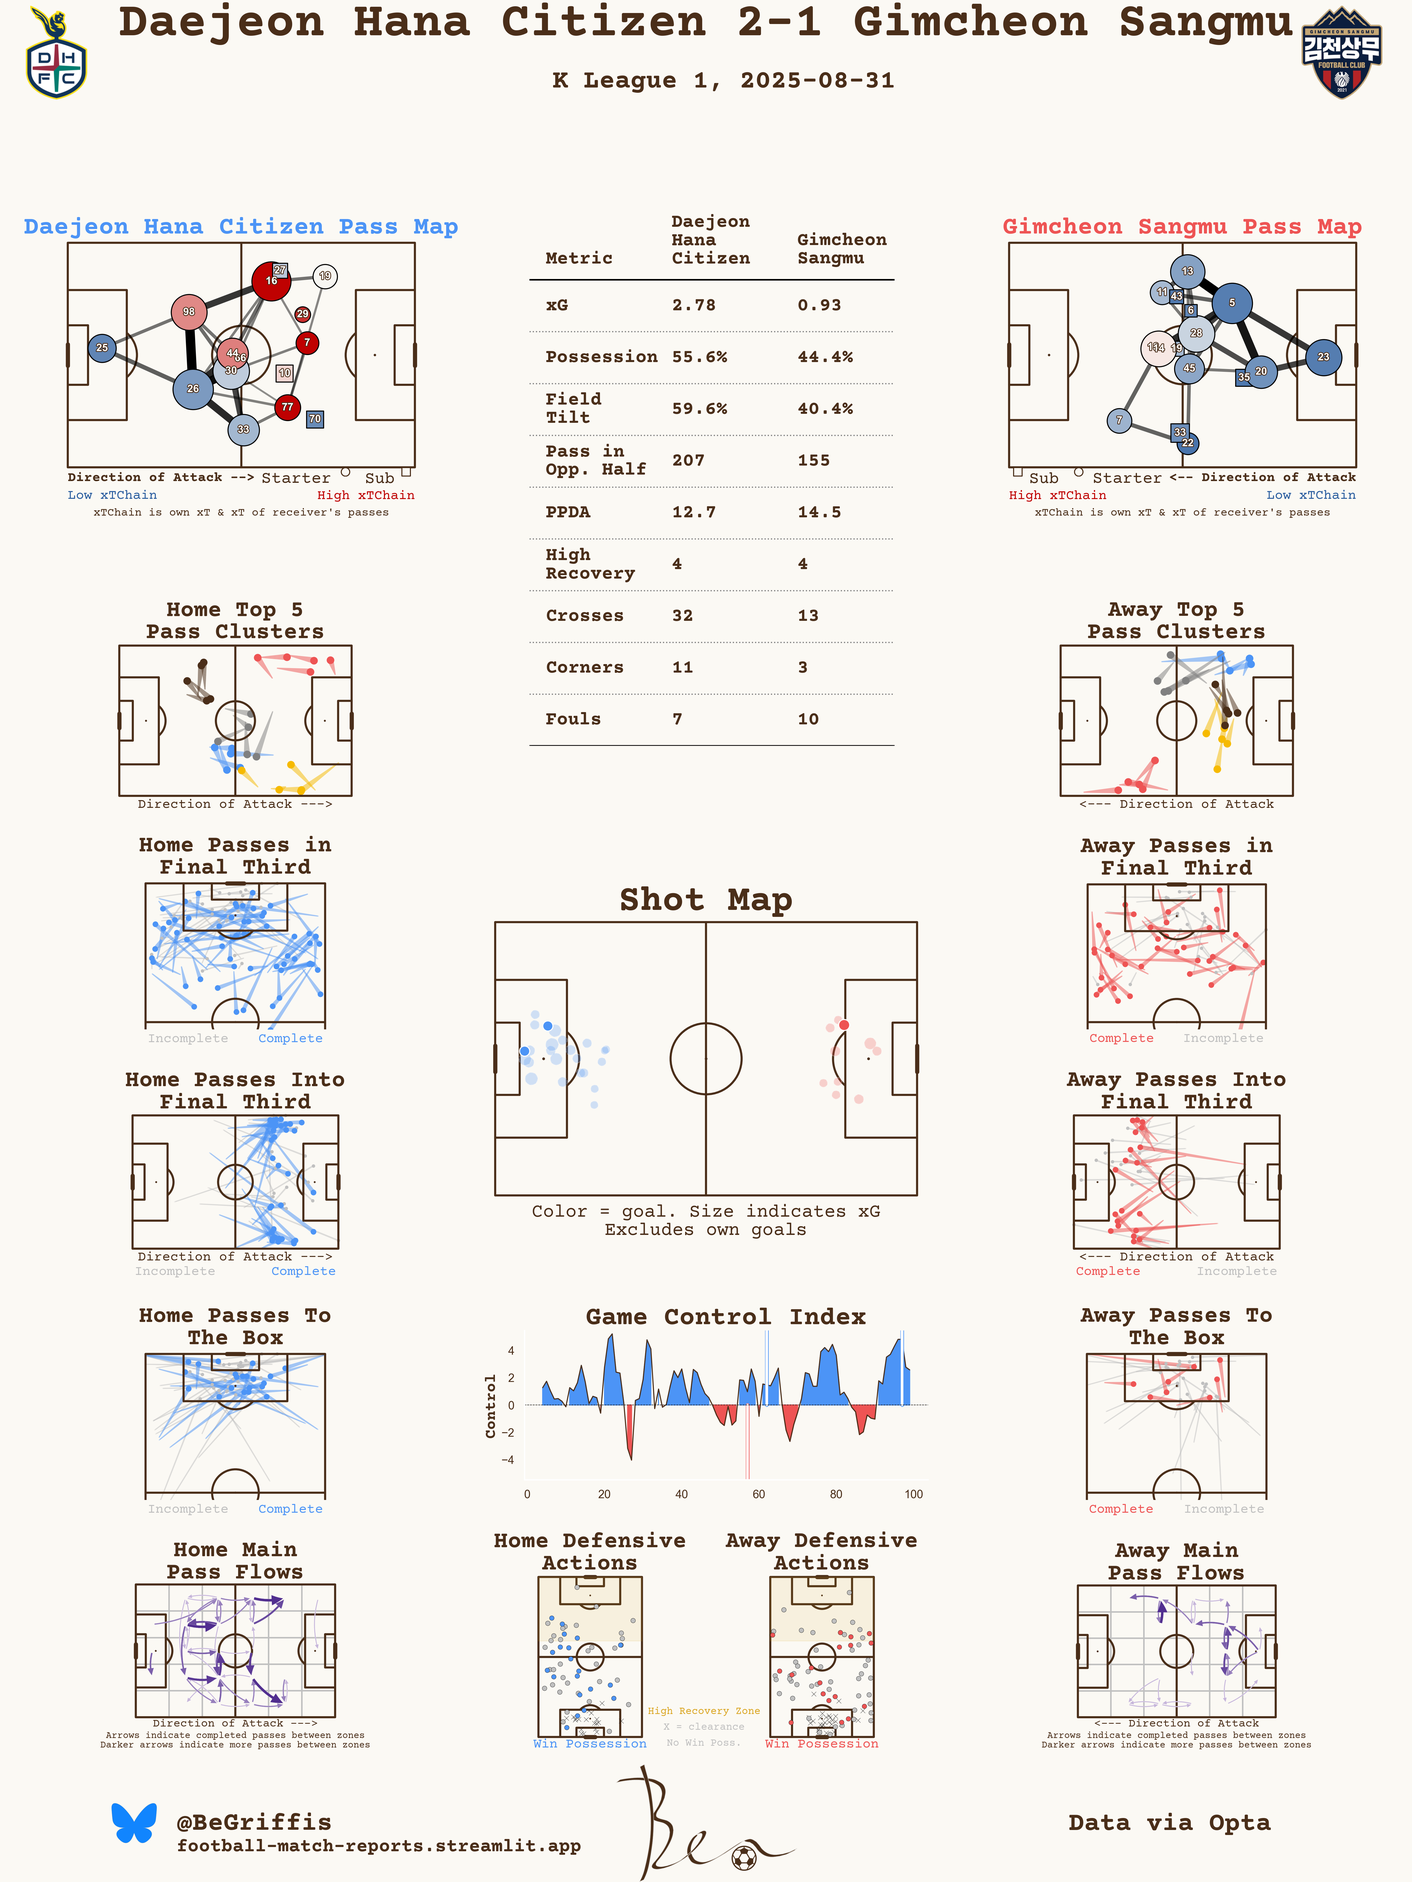 Daejeon Hana Citizen 2-1 Gimcheon Sangmu
K League 1, 2025-08-31
D H
F C
GIMCHEON SANGMU
김천상무
FOOTBALL CLUB
2021
Daejeon Hana Citizen Pass Map
27
16
19
98
29
25
7
44
66
30
10
26
77
70
33
Direction of Attack --> Starter Sub
Low xTChain High xTChain
xTChain is own xT & xT of receiver's passes
Metric Daejeon Hana Citizen Gimcheon Sangmu
xG 2.78 0.93
Possession 55.6% 44.4%
Field Tilt 59.6% 40.4%
Pass in Opp. Half 207 155
PPDA 12.7 14.5
High Recovery 4 4
Crosses 32 13
Corners 11 3
Fouls 7 10
Gimcheon Sangmu Pass Map
13
11
43
5
6
28
14
19
23
45
35
20
7
33
22
Sub Starter <-- Direction of Attack
High xTChain Low xTChain
xTChain is own xT & xT of receiver's passes
Home Top 5
Pass Clusters
Direction of Attack --->
Away Top 5
Pass Clusters
<--- Direction of Attack
Home Passes in
Final Third
Incomplete Complete
Away Passes in
Final Third
Complete Incomplete
Shot Map
Color = goal. Size indicates xG
Excludes own goals
Home Passes Into
Final Third
Direction of Attack --->
Incomplete Complete
Away Passes Into
Final Third
<--- Direction of Attack
Complete Incomplete
Home Passes To
The Box
Incomplete Complete
Game Control Index
Control
4
2
0
−2
−4
0 20 40 60 80 100
Away Passes To
The Box
Complete Incomplete
Home Main
Pass Flows
Direction of Attack --->
Arrows indicate completed passes between zones
Darker arrows indicate more passes between zones
Home Defensive
Actions
Win Possession
High Recovery Zone
X = clearance
No Win Poss.
Away Defensive
Actions
Win Possession
Away Main
Pass Flows
<--- Direction of Attack
Arrows indicate completed passes between zones
Darker arrows indicate more passes between zones
@BeGriffis
football-match-reports.streamlit.app
Ben
Data via Opta